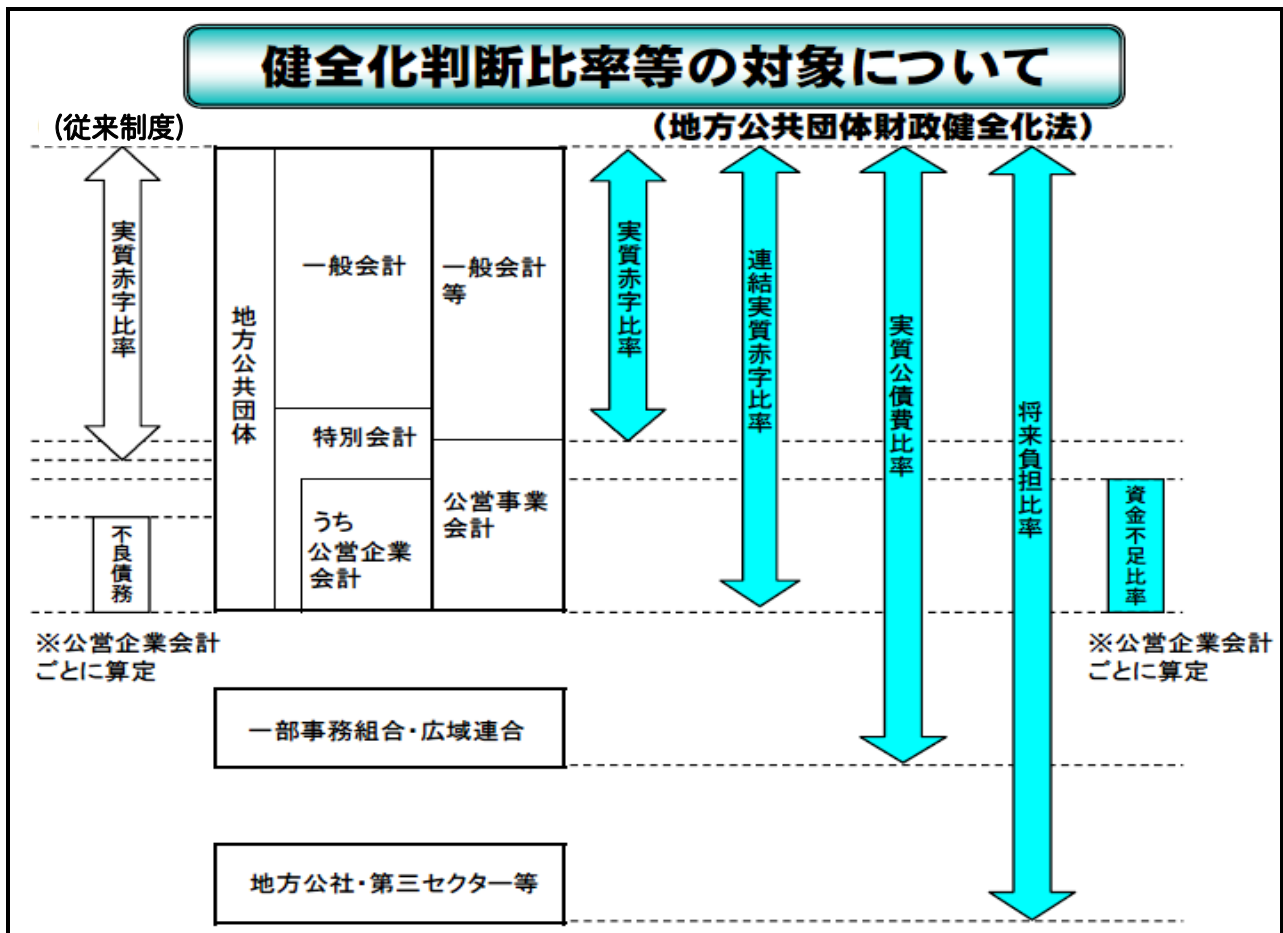 健全化判断比率等の対象について
(従来制度)
(地方公共団体財政健全化法)
実質赤字比率
不良債務
※公営企業会計
ごとに算定
地方公共団体
一般会計
特別会計
うち
公営企業
会計
一般会計
等
公営事業
会計
実質赤字比率
連結実質赤字比率
実質公債費比率
将来負担比率
資金不足比率
※公営企業会計
ごとに算定
一部事務組合・広域連合
地方公社・第三セクター等